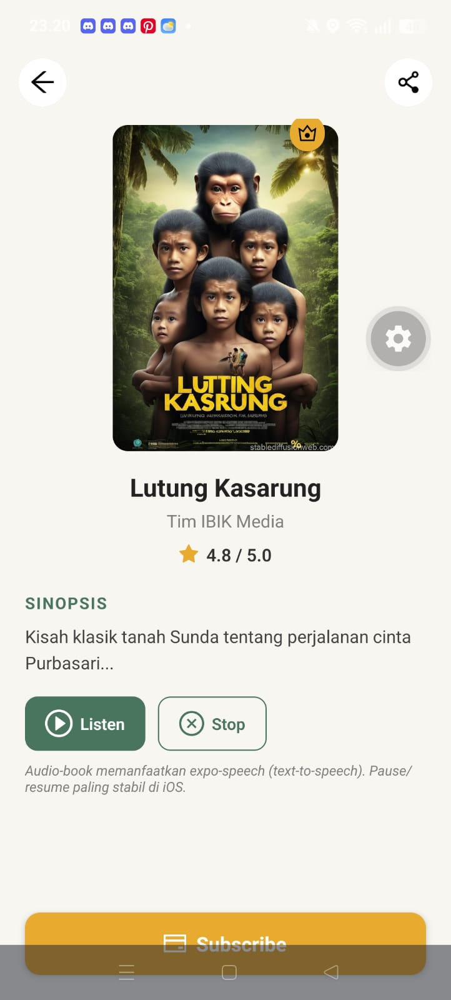 23.20
LUTTING
KASRUNG
stablediffusionweb.com
Lutung Kasarung
Tim IBIK Media
4.8 / 5.0
SINOPSIS
Kisah klasik tanah Sunda tentang perjalanan cinta
Purbasari...
Listen
Stop
Audio-book memanfaatkan expo-speech (text-to-speech). Pause/
resume paling stabil di iOS.
Subscribe